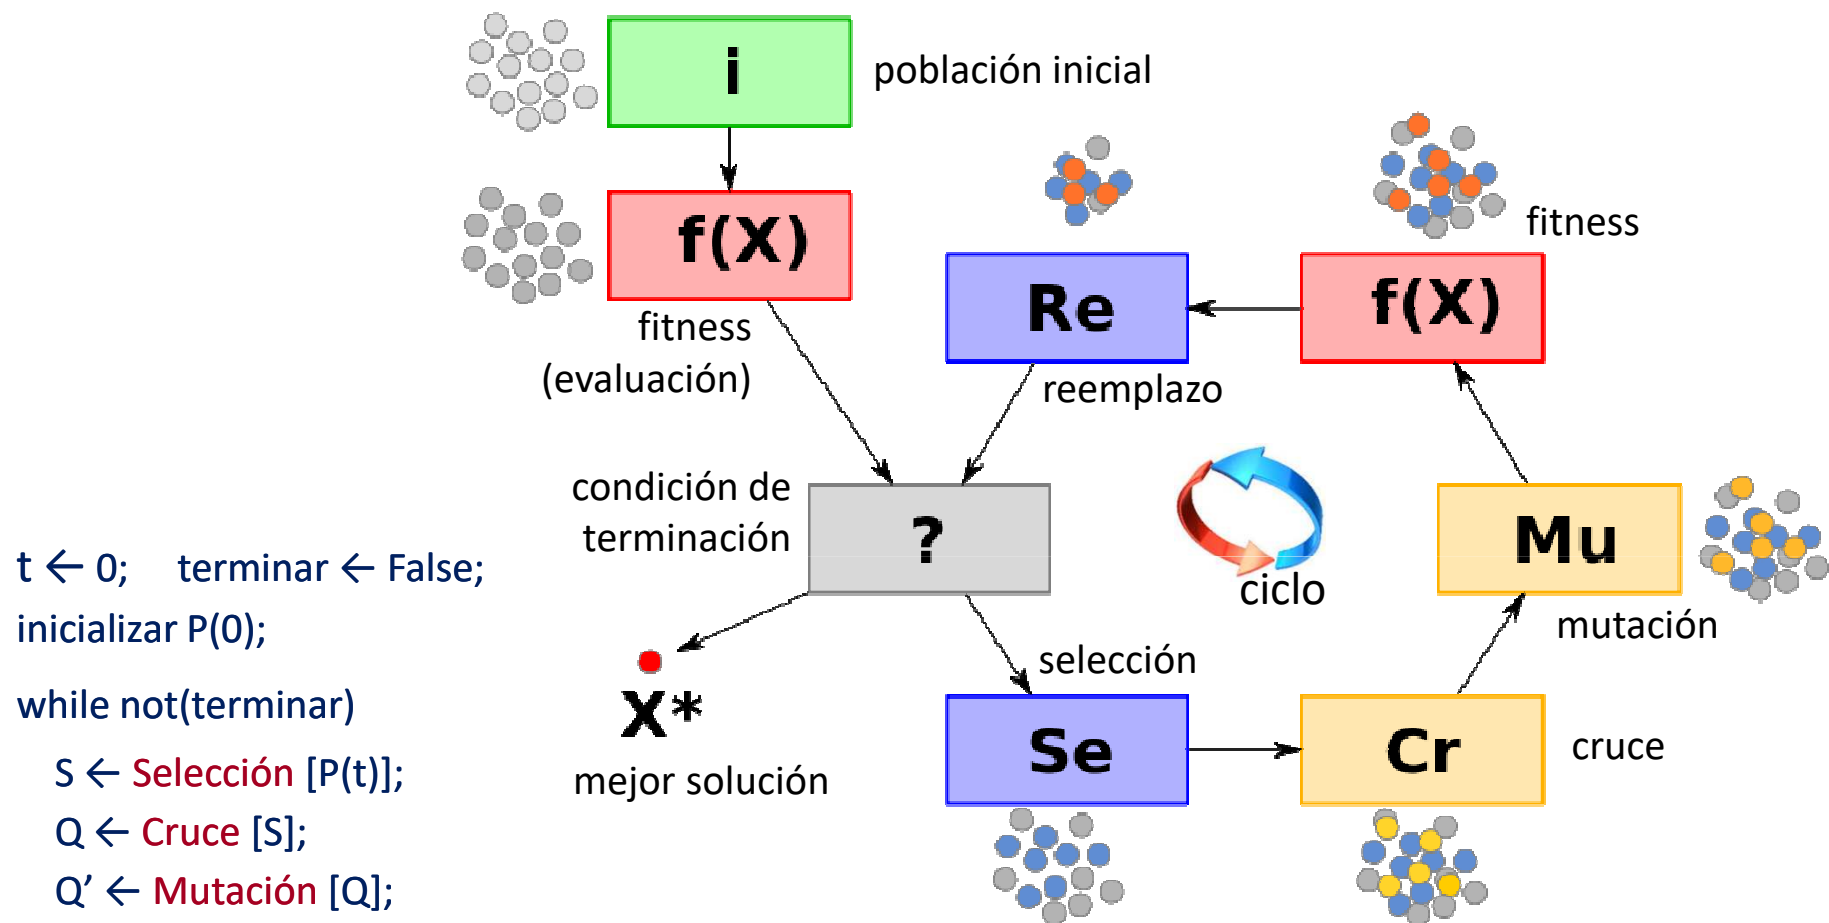 i
población inicial
f(X)
fitness
(evaluación)
Re
reemplazo
f(X)
fitness
condición de
terminación
?
ciclo
Mu
mutación
selección
X*
mejor solución
Se
Cr
cruce
t ← 0; terminar ← False;
inicializar P(0);
while not(terminar)
S ← Selección [P(t)];
Q ← Cruce [S];
Q’ ← Mutación [Q];